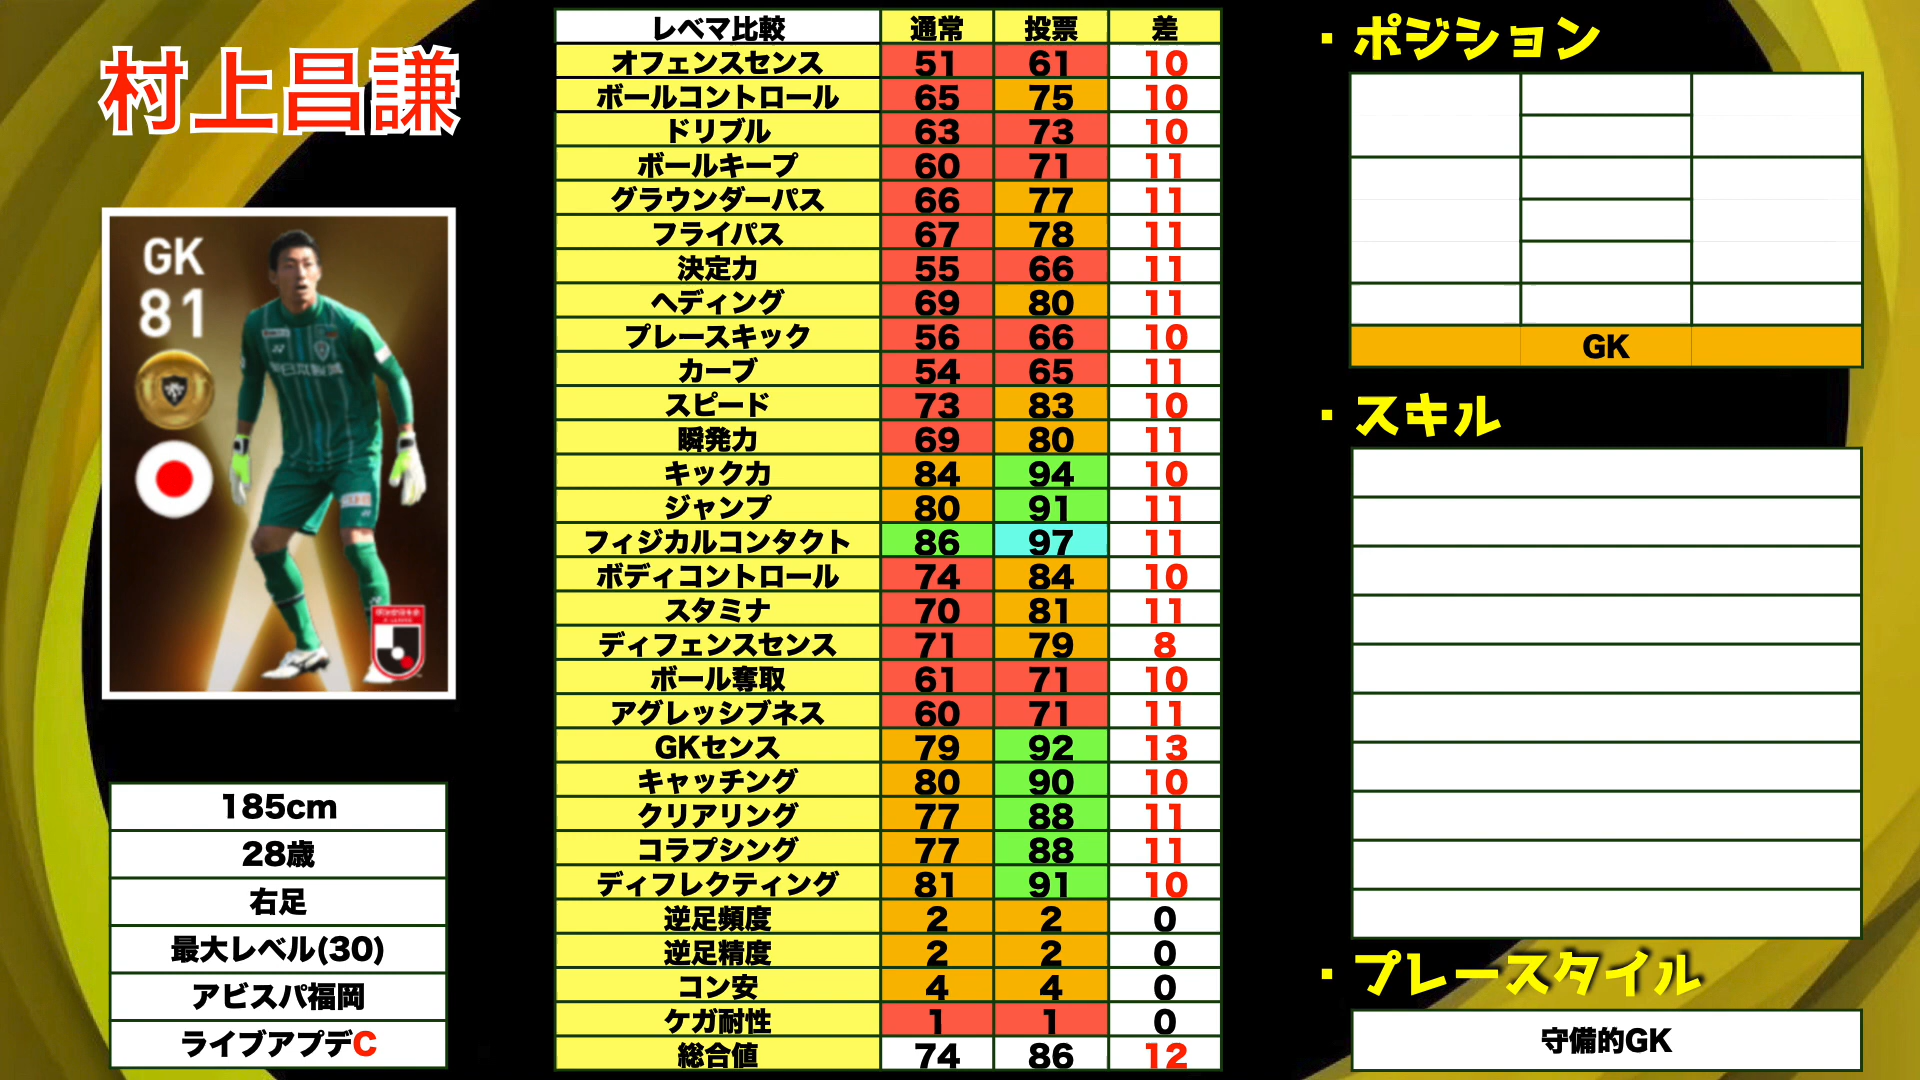 村上昌謙
GK
81
185cm
28歳
右足
最大レベル(30)
アビスパ福岡
ライブアプデC
レベマ比較 通常 投票 差
オフェンスセンス 51 61 10
ボールコントロール 65 75 10
ドリブル 63 73 10
ボールキープ 60 71 11
グラウンダーパス 66 77 11
フライパス 67 78 11
決定力 55 66 11
ヘディング 69 80 11
プレースキック 56 66 10
カーブ 54 65 11
スピード 73 83 10
瞬発力 69 80 11
キック力 84 94 10
ジャンプ 80 91 11
フィジカルコンタクト 86 97 11
ボディコントロール 74 84 10
スタミナ 70 81 11
ディフェンスセンス 71 79 8
ボール奪取 61 71 10
アグレッシブネス 60 71 11
GKセンス 79 92 13
キャッチング 80 90 10
クリアリング 77 88 11
コラプシング 77 88 11
ディフレクティング 81 91 10
逆足頻度 2 2 0
逆足精度 2 2 0
コン安 4 4 0
ケガ耐性 1 1 0
総合値 74 86 12
・ポジション
GK
・スキル
・プレースタイル
守備的GK